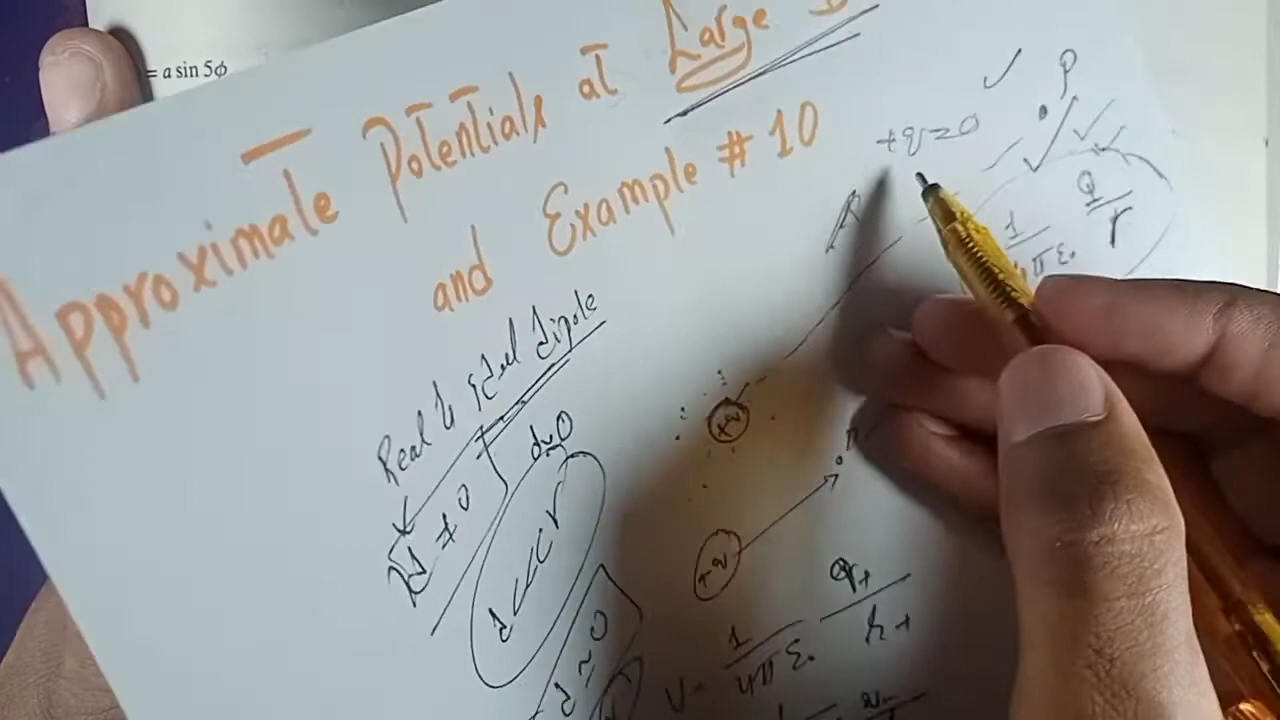 = a sin 5φ
Approximate Potentials at Large D
and Example # 10
P
+q=0
R
Q/r
1/4πε₀
Real & Ideal dipole
d≠0
d≈0
d<<r
d≈0
+q
+q
V= 1/4πε₀ q₊/r₊